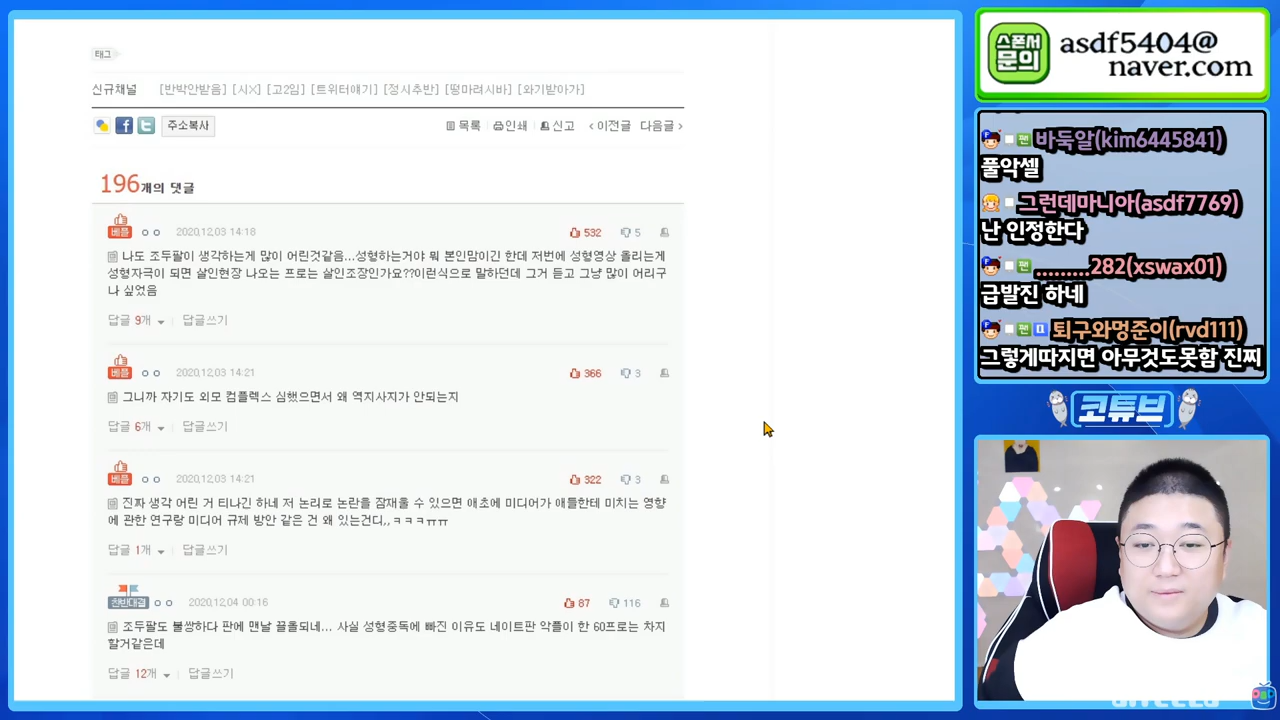 태그
신규채널 [반박안받음] [시X] [고2임] [트위터얘기] [정시추반] [떵마려시바] [와기받아가]
주소복사
목록 인쇄 신고 <이전글 다음글>
196개의 댓글
베플 ㅇㅇ 2020,12,03 14:18 532 5
나도 조두팔이 생각하는게 많이 어린것같음...성형하는거야 뭐 본인맘이긴 한데 저번에 성형영상 올리는게
성형자극이 되면 살인현장 나오는 프로는 살인조장인가요??이런식으로 말하던데 그거 듣고 그냥 많이 어리구
나 싶었음
답글 9개 답글쓰기
베플 ㅇㅇ 2020,12,03 14:21 366 3
그니까 자기도 외모 컴플렉스 심했으면서 왜 역지사지가 안되는지
답글 6개 답글쓰기
베플 ㅇㅇ 2020,12,03 14:21 322 3
진짜 생각 어린 거 티나긴 하네 저 논리로 논란을 잠재울 수 있으면 애초에 미디어가 애들한테 미치는 영향
에 관한 연구랑 미디어 규제 방안 같은 건 왜 있는건디,, ㅋㅋㅋㅠㅠ
답글 1개 답글쓰기
찬반대결 ㅇㅇ 2020,12,04 00:16 87 116
조두팔도 불쌍하다 판에 맨날 끌올되네... 사실 성형중독에 빠진 이유도 네이트판 악플이 한 60프로는 차지
할거같은데
답글 12개 답글쓰기
스폰서
문의
asdf5404@
naver.com
팬 바둑알(kim6445841)
풀악셀
그런데마니아(asdf7769)
난 인정한다
팬 .........282(xswax01)
급발진 하네
팬 퇴구와멍준이(rvd111)
그렇게따지면 아무것도못함 진찌
코튜브